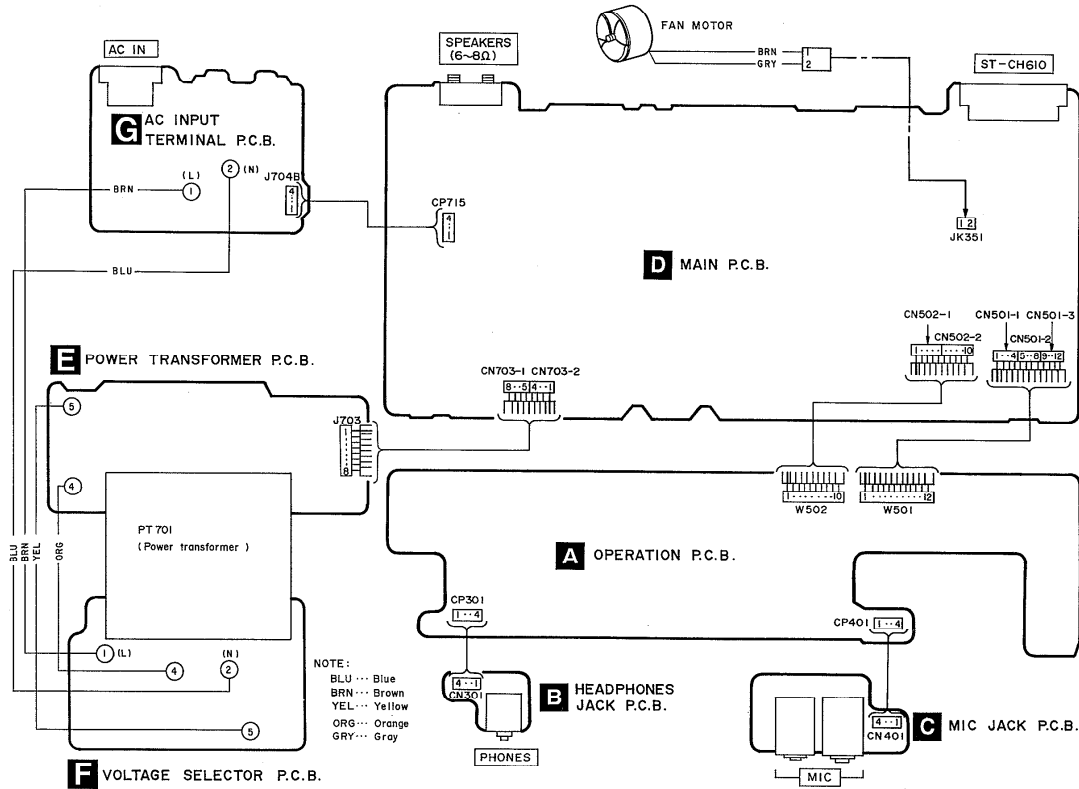 AC IN
SPEAKERS
(6~8Ω)
FAN MOTOR
BRN
GRY
1
2
ST-CH610
G AC INPUT
TERMINAL P.C.B.
(L)
1
2 (N)
BRN
J704B
4··1
CP715
4··1
1 2
JK351
BLU
D MAIN P.C.B.
E POWER TRANSFORMER P.C.B.
CN502-1
CN502-2
1····
····10
CN501-1 CN501-3
CN501-2
1··4 5··8 9··12
CN703-1 CN703-2
8··5 4··1
J703
1······8
5
4
PT701
(Power transformer)
BLU
BRN
YEL
ORG
1·······10
W502
1········12
W501
A OPERATION P.C.B.
CP301
1··4
CP401
1··4
1 (L)
4
(N)
2
5
NOTE:
BLU ··· Blue
BRN ··· Brown
YEL ··· Yellow
ORG ··· Orange
GRY ··· Gray
4··1
CN301
B HEADPHONES
JACK P.C.B.
PHONES
4··1
CN401
C MIC JACK P.C.B.
MIC
F VOLTAGE SELECTOR P.C.B.